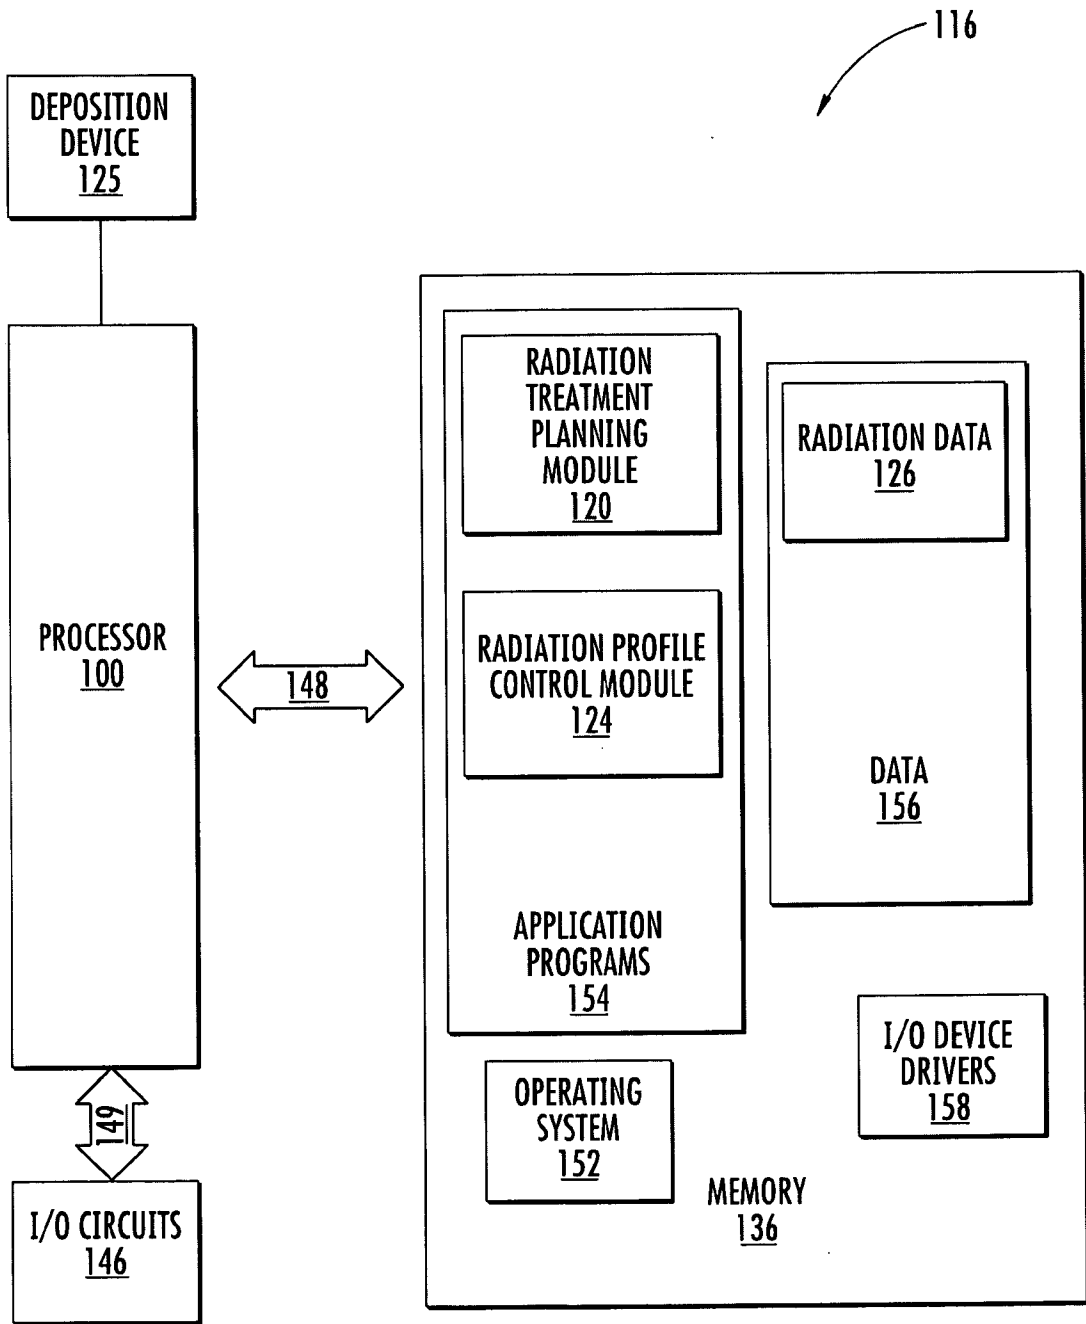 116
DEPOSITION
DEVICE
125
PROCESSOR
100
148
149
I/O CIRCUITS
146
RADIATION
TREATMENT
PLANNING
MODULE
120
RADIATION PROFILE
CONTROL MODULE
124
APPLICATION
PROGRAMS
154
RADIATION DATA
126
DATA
156
OPERATING
SYSTEM
152
I/O DEVICE
DRIVERS
158
MEMORY
136